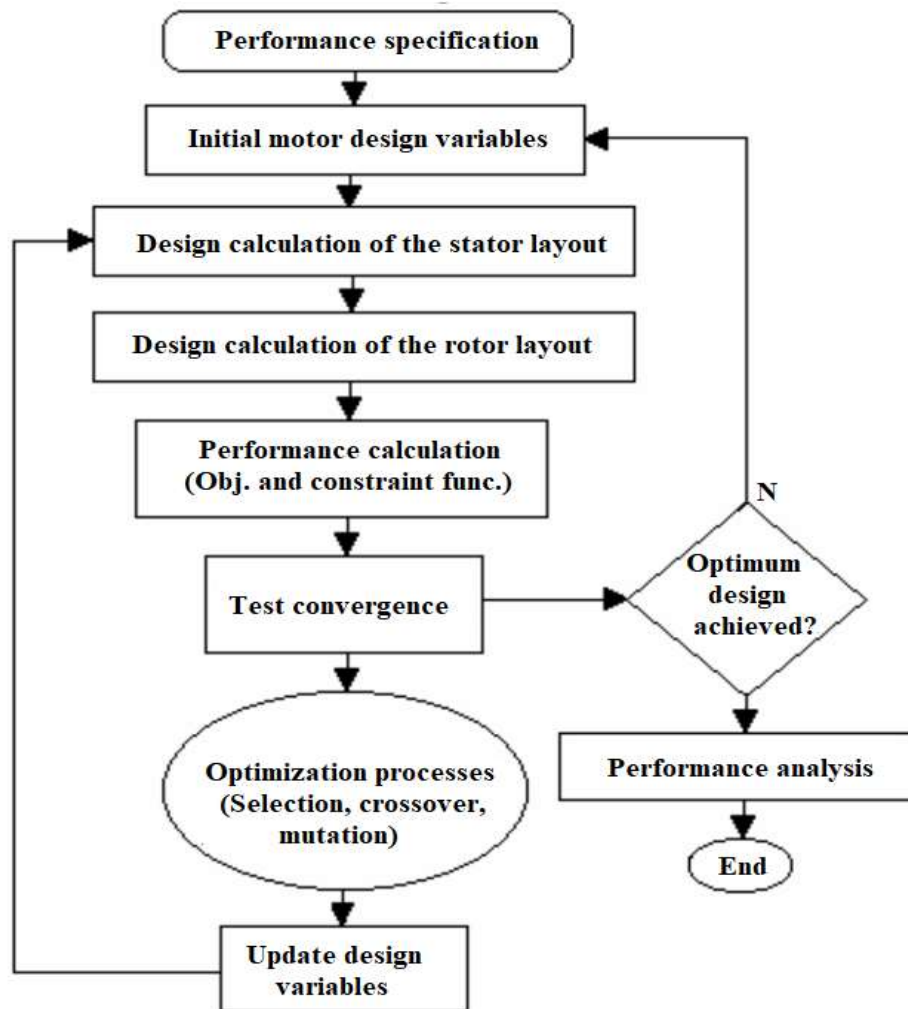 Performance specification
Initial motor design variables
Design calculation of the stator layout
Design calculation of the rotor layout
Performance calculation
(Obj. and constraint func.)
Test convergence
N
Optimum
design
achieved?
Optimization processes
(Selection, crossover,
mutation)
Performance analysis
End
Update design
variables